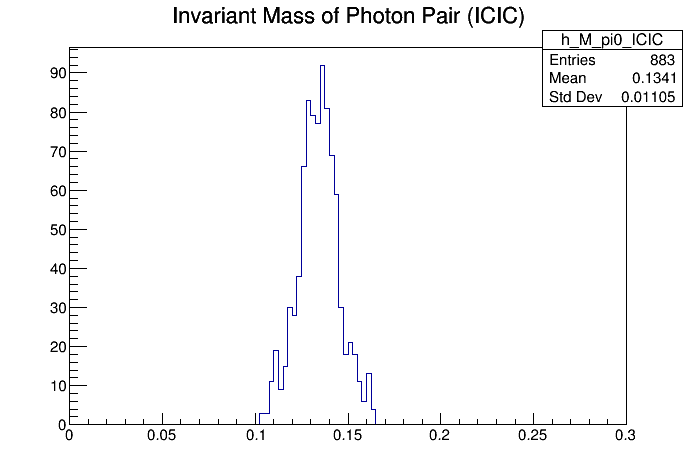 Invariant Mass of Photon Pair (ICIC)
h_M_pi0_ICIC
Entries 883
Mean 0.1341
Std Dev 0.01105
90
80
70
60
50
40
30
20
10
0
0 0.05 0.1 0.15 0.2 0.25 0.3